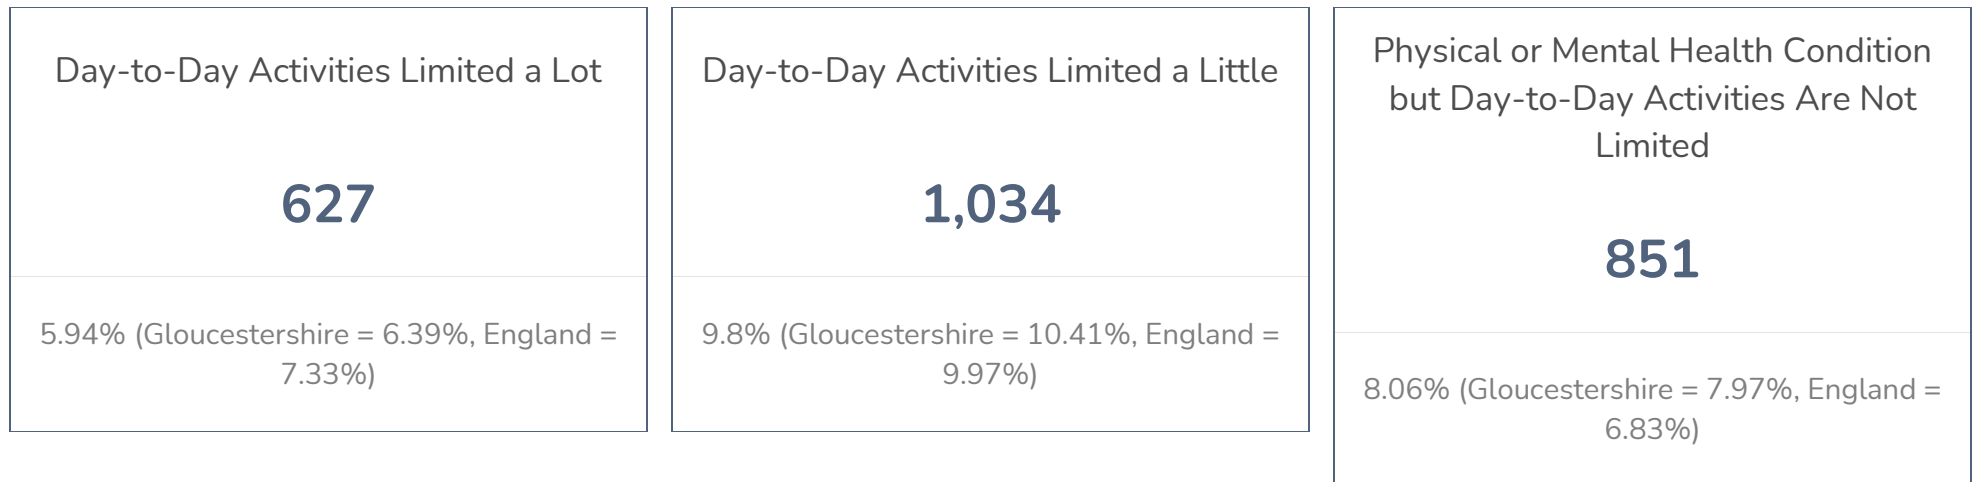 Day-to-Day Activities Limited a Lot
627
5.94% (Gloucestershire = 6.39%, England =
7.33%)
Day-to-Day Activities Limited a Little
1,034
9.8% (Gloucestershire = 10.41%, England =
9.97%)
Physical or Mental Health Condition
but Day-to-Day Activities Are Not
Limited
851
8.06% (Gloucestershire = 7.97%, England =
6.83%)